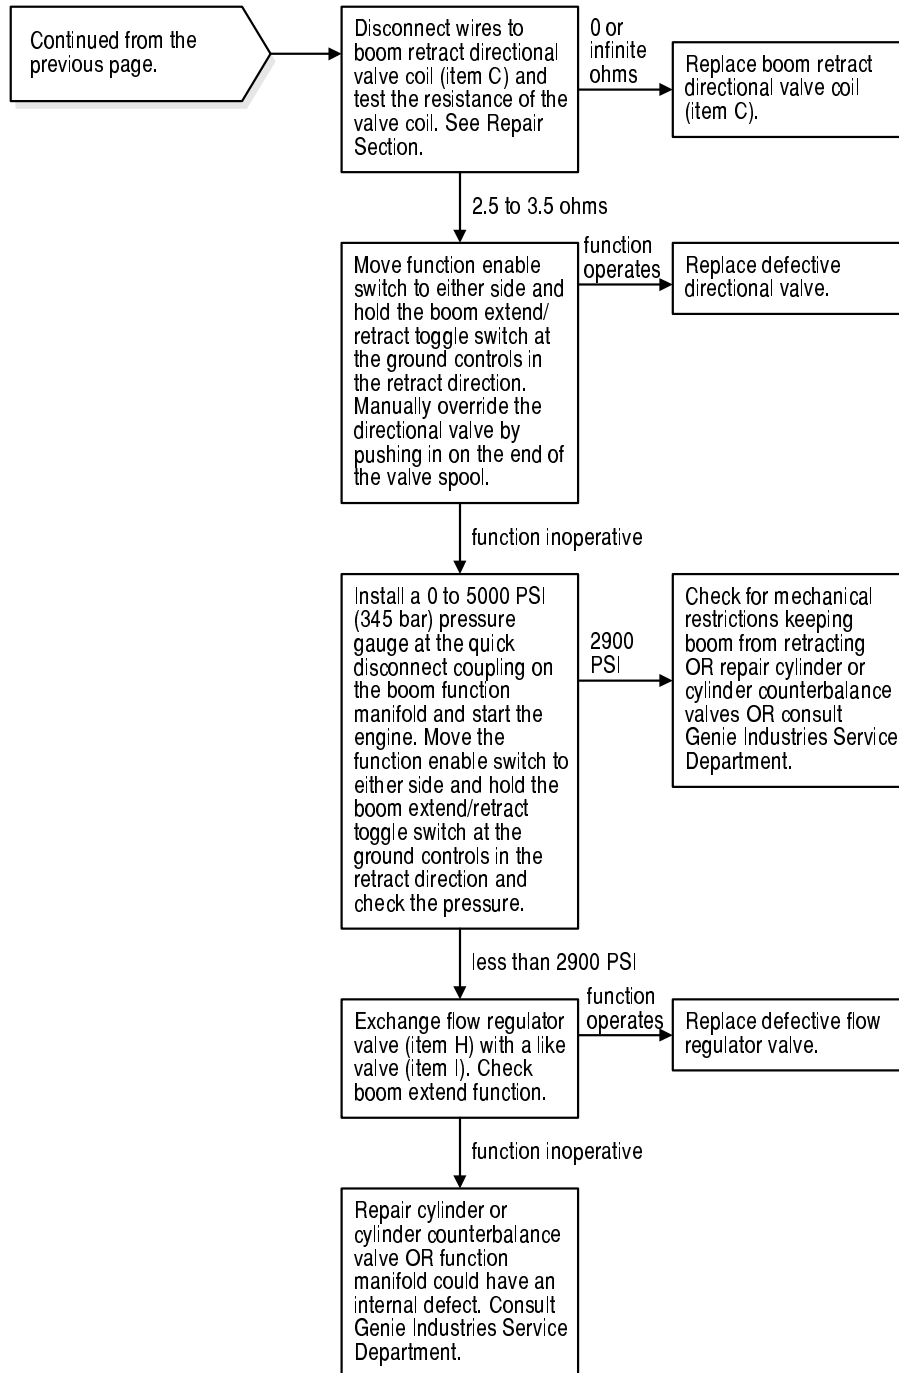 Continued from the
previous page.
Disconnect wires to
boom retract directional
valve coil (item C) and
test the resistance of the
valve coil. See Repair
Section.
0 or
infinite
ohms
Replace boom retract
directional valve coil
(item C).
2.5 to 3.5 ohms
Move function enable
switch to either side and
hold the boom extend/
retract toggle switch at
the ground controls in
the retract direction.
Manually override the
directional valve by
pushing in on the end of
the valve spool.
function
operates
Replace defective
directional valve.
function inoperative
Install a 0 to 5000 PSI
(345 bar) pressure
gauge at the quick
disconnect coupling on
the boom function
manifold and start the
engine. Move the
function enable switch to
either side and hold the
boom extend/retract
toggle switch at the
ground controls in the
retract direction and
check the pressure.
2900
PSI
Check for mechanical
restrictions keeping
boom from retracting
OR repair cylinder or
cylinder counterbalance
valves OR consult
Genie Industries Service
Department.
less than 2900 PSI
Exchange flow regulator
valve (item H) with a like
valve (item I). Check
boom extend function.
function
operates
Replace defective flow
regulator valve.
function inoperative
Repair cylinder or
cylinder counterbalance
valve OR function
manifold could have an
internal defect. Consult
Genie Industries Service
Department.